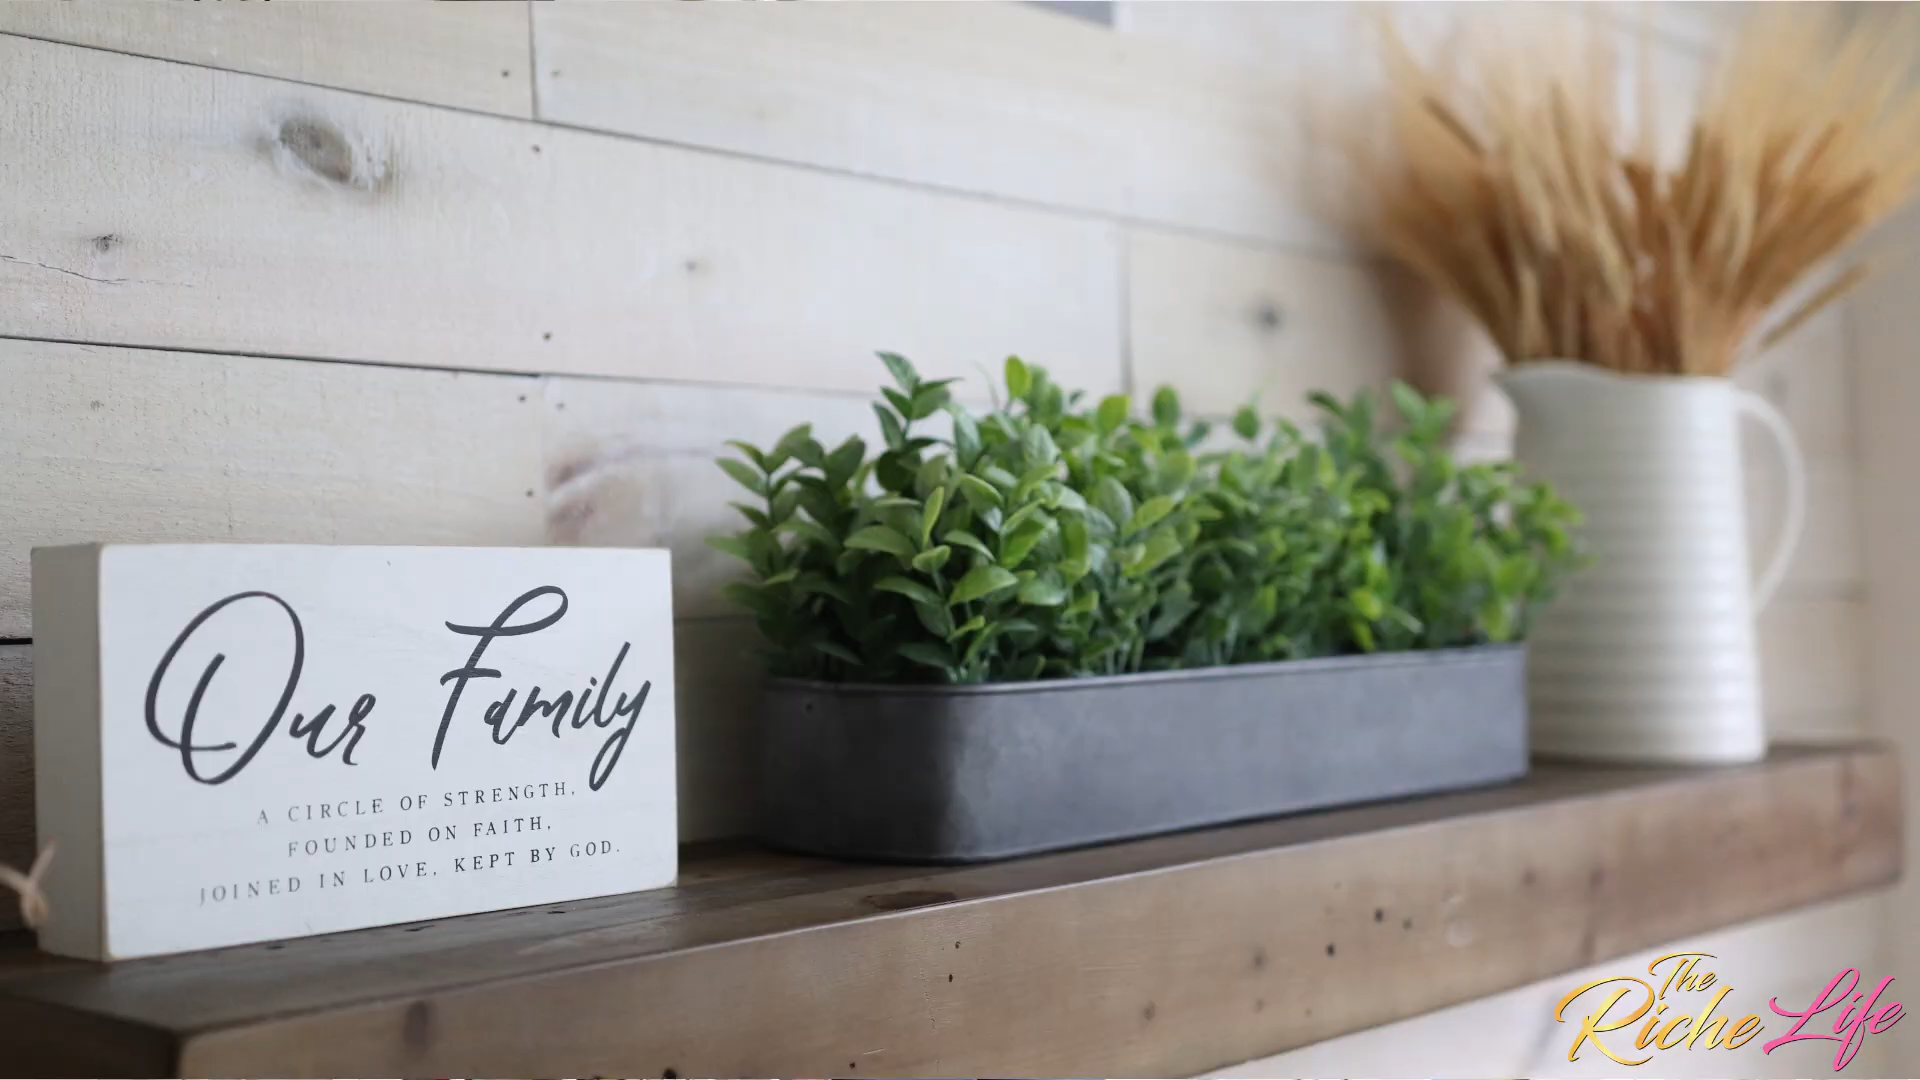 Our Family
A CIRCLE OF STRENGTH,
FOUNDED ON FAITH,
JOINED IN LOVE, KEPT BY GOD.
The
Riche Life